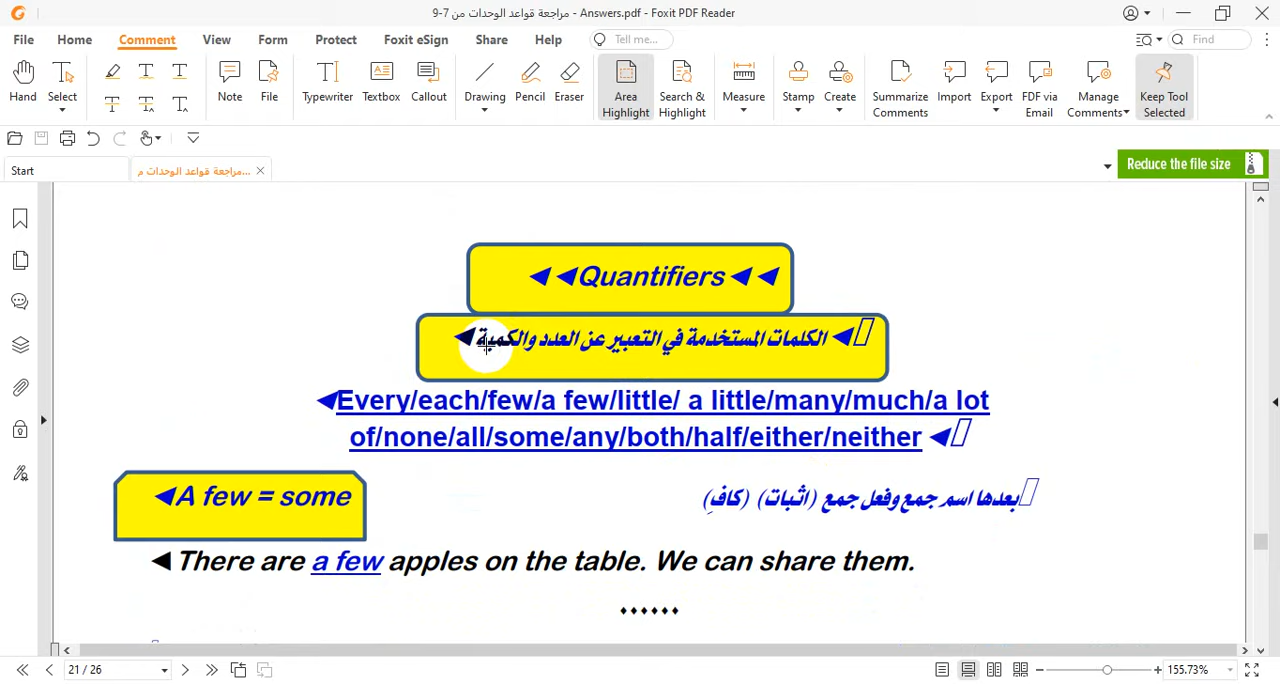 9-7 مراجعة قواعد الوحدات من - Answers.pdf - Foxit PDF Reader
File Home Comment View Form Protect Foxit eSign Share Help Tell me... Find
Hand Select Note File Typewriter Textbox Callout Drawing Pencil Eraser Area Highlight Search & Highlight Measure Stamp Create Summarize Comments Import Export PDF via Email Manage Comments Keep Tool Selected
Start مراجعة قواعد الوحدات م... Reduce the file size
◄◄Quantifiers◄◄
◄الكلمات المستخدمة في التعبير عن العدد والكمية◄
◄Every/each/few/a few/little/ a little/many/much/a lot
of/none/all/some/any/both/half/either/neither ◄
◄A few = some
بعدها اسم جمع وفعل جمع (اثبات) (كافِ)
◄ There are a few apples on the table. We can share them.
♦♦♦♦♦♦
21 / 26 155.73%